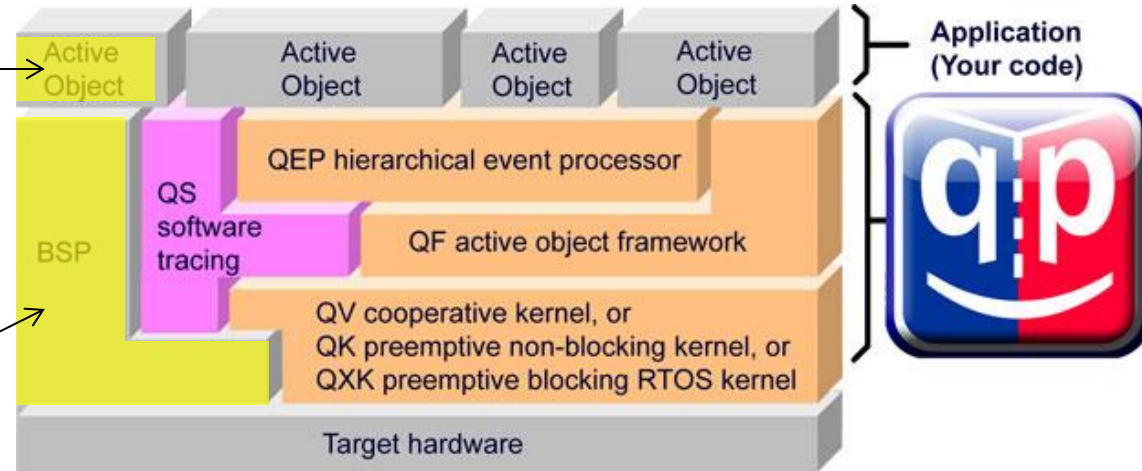 Active
Object
Active
Object
Active
Object
Active
Object
Application
(Your code)
QEP hierarchical event processor
QS
software
tracing
QF active object framework
BSP
QV cooperative kernel, or
QK preemptive non-blocking kernel, or
QXK preemptive blocking RTOS kernel
Target hardware
qp